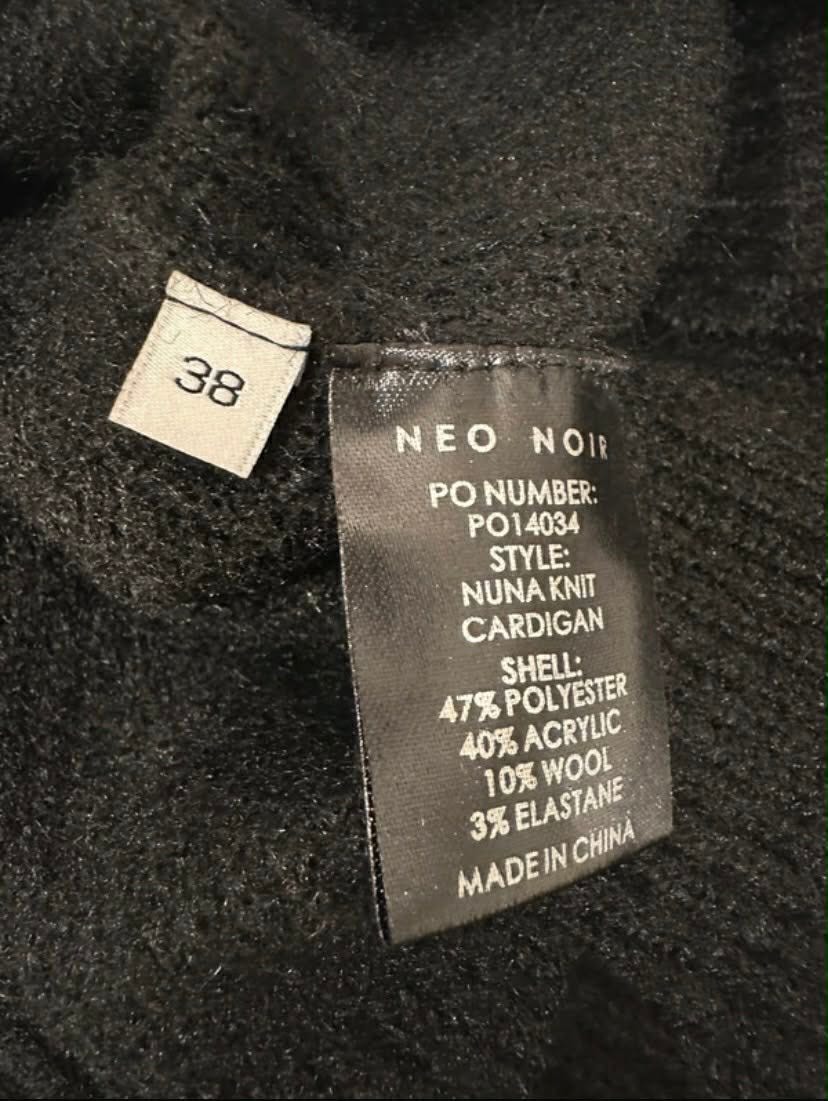 38
NEO NOIR
PO NUMBER:
PO14034
STYLE:
NUNA KNIT
CARDIGAN
SHELL:
47% POLYESTER
40% ACRYLIC
10% WOOL
3% ELASTANE
MADE IN CHINA